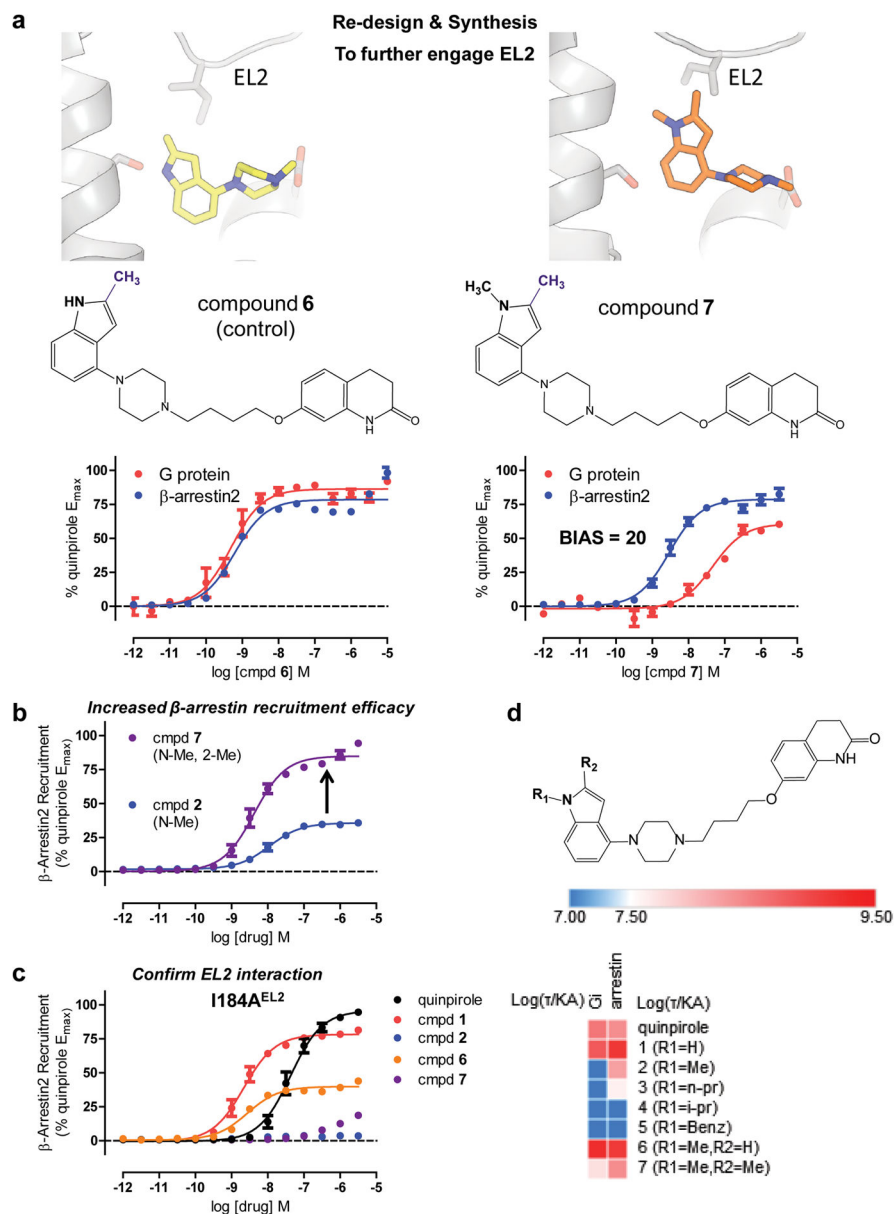 a
Re-design & Synthesis
To further engage EL2
EL2
EL2
CH₃
HN
compound 6
(control)
N
N
O
N
H
O
H₃C
CH₃
N
compound 7
N
N
O
N
H
O
% quinpirole Emax
100
75
50
25
0
G protein
β-arrestin2
-12 -11 -10 -9 -8 -7 -6 -5
log [cmpd 6] M
% quinpirole Emax
100
75
50
25
0
G protein
β-arrestin2
BIAS = 20
-12 -11 -10 -9 -8 -7 -6 -5
log [cmpd 7] M
b
Increased β-arrestin recruitment efficacy
β-Arrestin2 Recruitment
(% quinpirole Emax)
100
75
50
25
0
cmpd 7
(N-Me, 2-Me)
cmpd 2
(N-Me)
-12 -11 -10 -9 -8 -7 -6 -5
log [drug] M
c
Confirm EL2 interaction
I184A^EL2
β-Arrestin2 Recruitment
(% quinpirole Emax)
100
75
50
25
0
quinpirole
cmpd 1
cmpd 2
cmpd 6
cmpd 7
-12 -11 -10 -9 -8 -7 -6 -5
log [drug] M
d
R₁
R₂
N
N
N
O
NH
O
7.00 7.50 9.50
Log(τ/KA) Gi arrestin Log(τ/KA)
quinpirole
1 (R1=H)
2 (R1=Me)
3 (R1=n-pr)
4 (R1=i-pr)
5 (R1=Benz)
6 (R1=Me,R2=H)
7 (R1=Me,R2=Me)